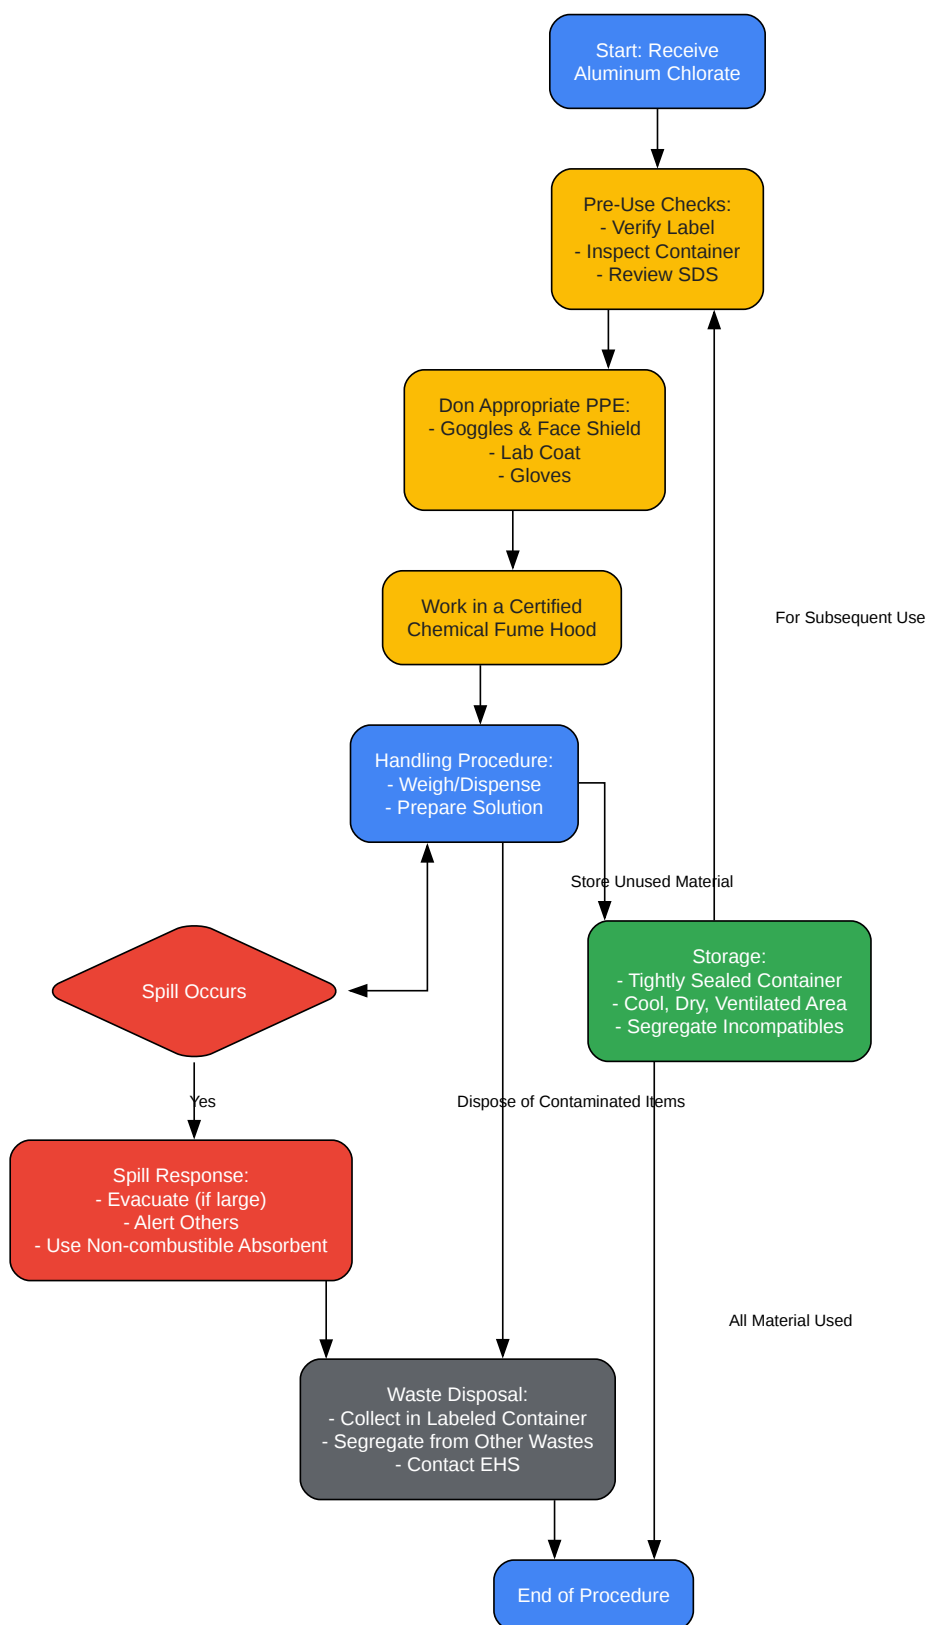 Start: Receive
Aluminum Chlorate
Pre-Use Checks:
- Verify Label
- Inspect Container
- Review SDS
Don Appropriate PPE:
- Goggles & Face Shield
- Lab Coat
- Gloves
Work in a Certified
Chemical Fume Hood
For Subsequent Use
Handling Procedure:
- Weigh/Dispense
- Prepare Solution
Store Unused Material
Spill Occurs
Storage:
- Tightly Sealed Container
- Cool, Dry, Ventilated Area
- Segregate Incompatibles
Yes
Dispose of Contaminated Items
Spill Response:
- Evacuate (if large)
- Alert Others
- Use Non-combustible Absorbent
All Material Used
Waste Disposal:
- Collect in Labeled Container
- Segregate from Other Wastes
- Contact EHS
End of Procedure